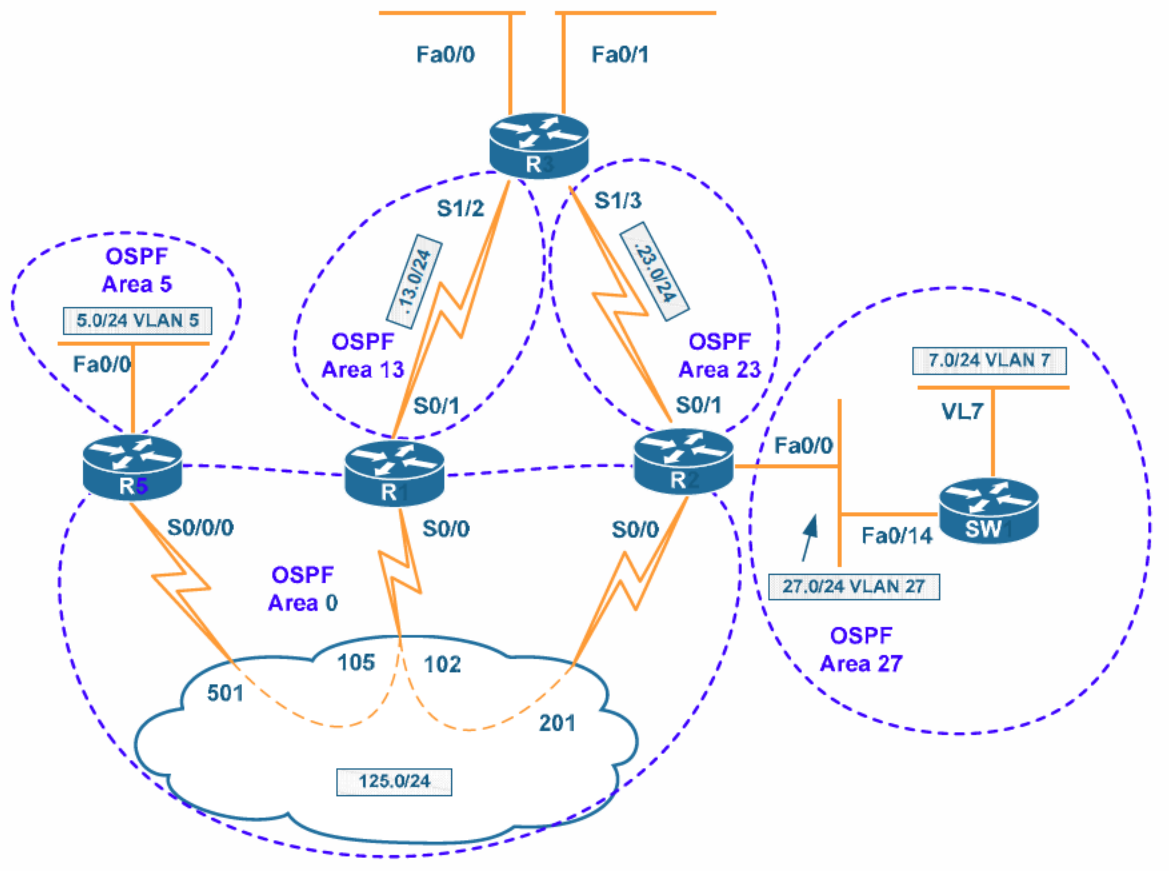 Fa0/0
Fa0/1
R3
S1/2
S1/3
.13.0/24
.23.0/24
OSPF
Area 5
5.0/24 VLAN 5
Fa0/0
OSPF
Area 13
OSPF
Area 23
7.0/24 VLAN 7
VL7
S0/1
S0/1
Fa0/0
R5
R1
R2
SW1
S0/0/0
S0/0
S0/0
Fa0/14
OSPF
Area 0
27.0/24 VLAN 27
OSPF
Area 27
105
102
501
201
125.0/24